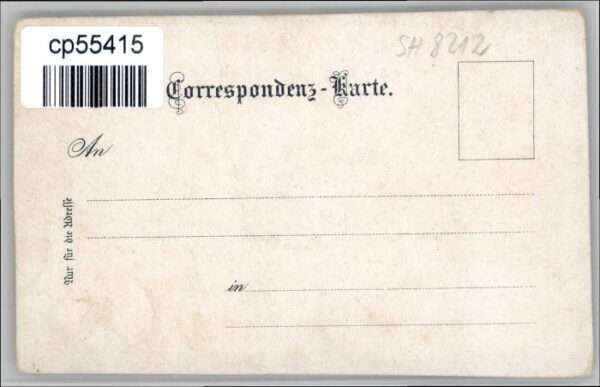 cp55415
SH 8212
Correspondenz-Karte.
An
Nur für die Adresse
in